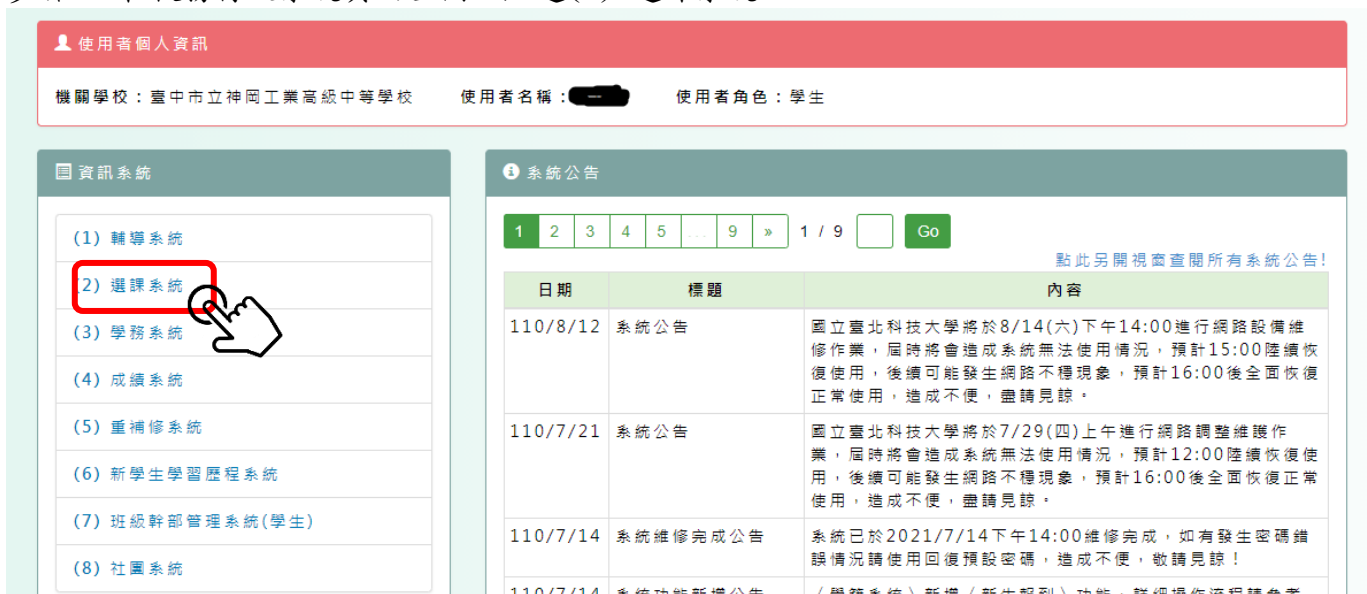 使用者個人資訊
機關學校：臺中市立神岡工業高級中等學校 使用者名稱： 使用者角色：學生
資訊系統
(1) 輔導系統
(2) 選課系統
(3) 學務系統
(4) 成績系統
(5) 重補修系統
(6) 新學生學習歷程系統
(7) 班級幹部管理系統(學生)
(8) 社團系統
系統公告
1 2 3 4 5 ... 9 » 1 / 9 Go
點此另開視窗查閱所有系統公告!
日期 標題 內容
110/8/12 系統公告 國立臺北科技大學將於8/14(六)下午14:00進行網路設備維
修作業，屆時將會造成系統無法使用情況，預計15:00陸續恢
復使用，後續可能發生網路不穩現象，預計16:00後全面恢復
正常使用，造成不便，盡請見諒。
110/7/21 系統公告 國立臺北科技大學將於7/29(四)上午進行網路調整維護作
業，屆時將會造成系統無法使用情況，預計12:00陸續恢復使
用，後續可能發生網路不穩現象，預計16:00後全面恢復正常
使用，造成不便，盡請見諒。
110/7/14 系統維修完成公告 系統已於2021/7/14下午14:00維修完成，如有發生密碼錯
誤情況請使用回復預設密碼，造成不便，敬請見諒！
110/7/14 系統功能新增公告